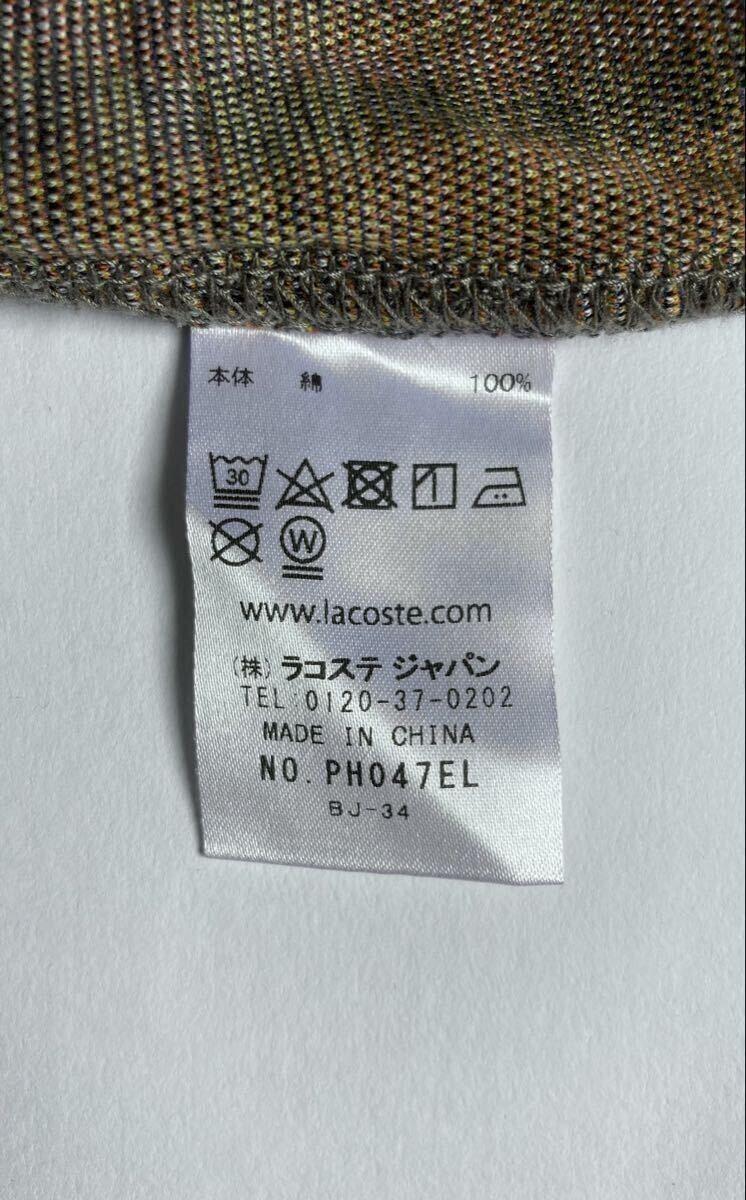 本体 綿 100%
30
W
www.lacoste.com
(株) ラコステ ジャパン
TEL:0120-37-0202
MADE IN CHINA
NO. PH047EL
BJ-34